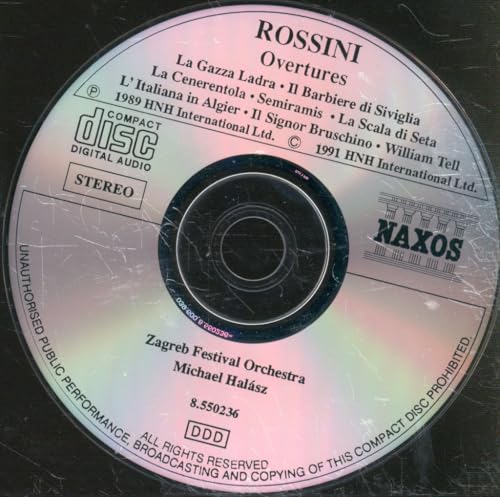 ROSSINI
Overtures
La Gazza Ladra • Il Barbiere di Siviglia
La Cenerentola • Semiramis • La Scala di Seta
L' Italiana in Algier • Il Signor Bruschino • William Tell
℗ 1989 HNH International Ltd. © 1991 HNH International Ltd.
COMPACT
disc
DIGITAL AUDIO
STEREO
NAXOS
Zagreb Festival Orchestra
Michael Halász
8.550236
DDD
ALL RIGHTS RESERVED
UNAUTHORISED PUBLIC PERFORMANCE, BROADCASTING AND COPYING OF THIS COMPACT DISC PROHIBITED.